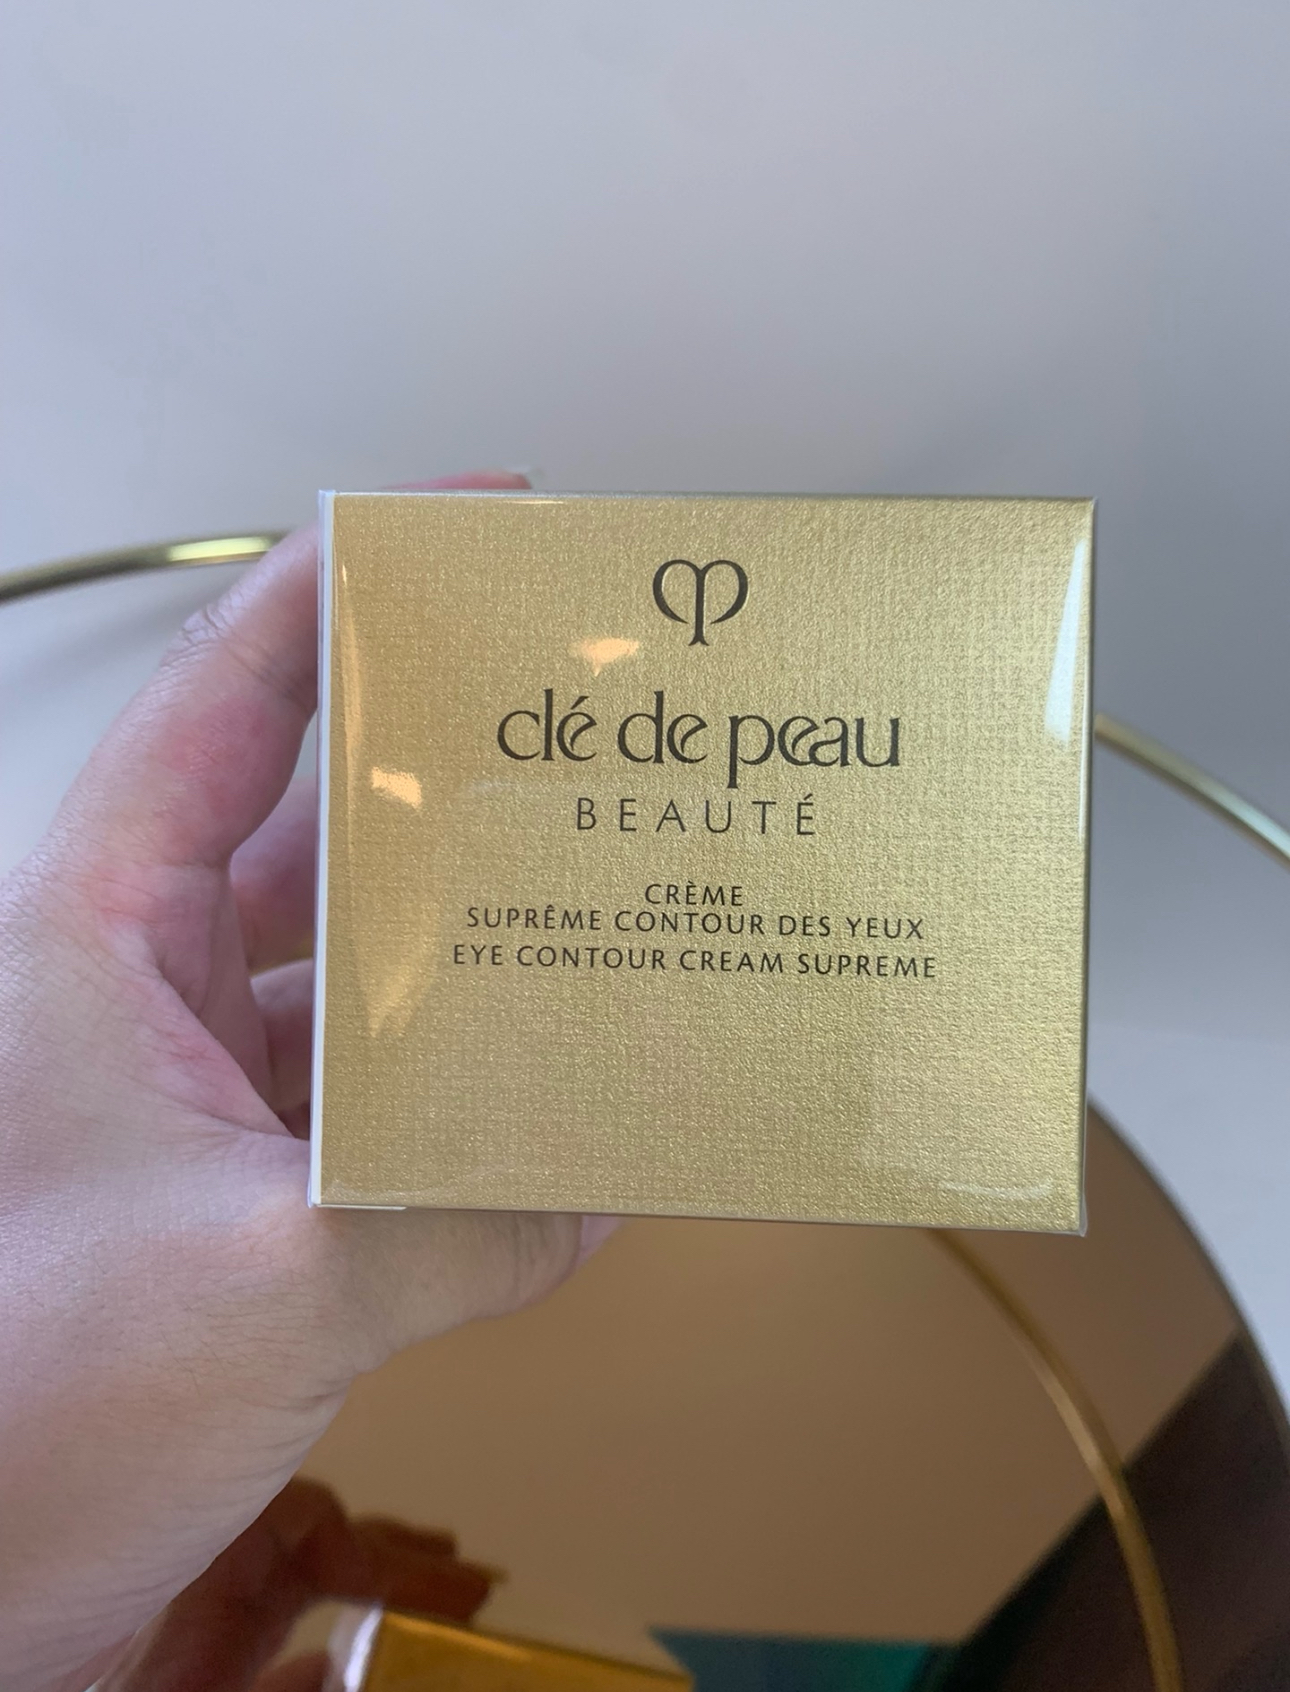 clé de peau
BEAUTÉ
CRÈME
SUPRÊME CONTOUR DES YEUX
EYE CONTOUR CREAM SUPREME